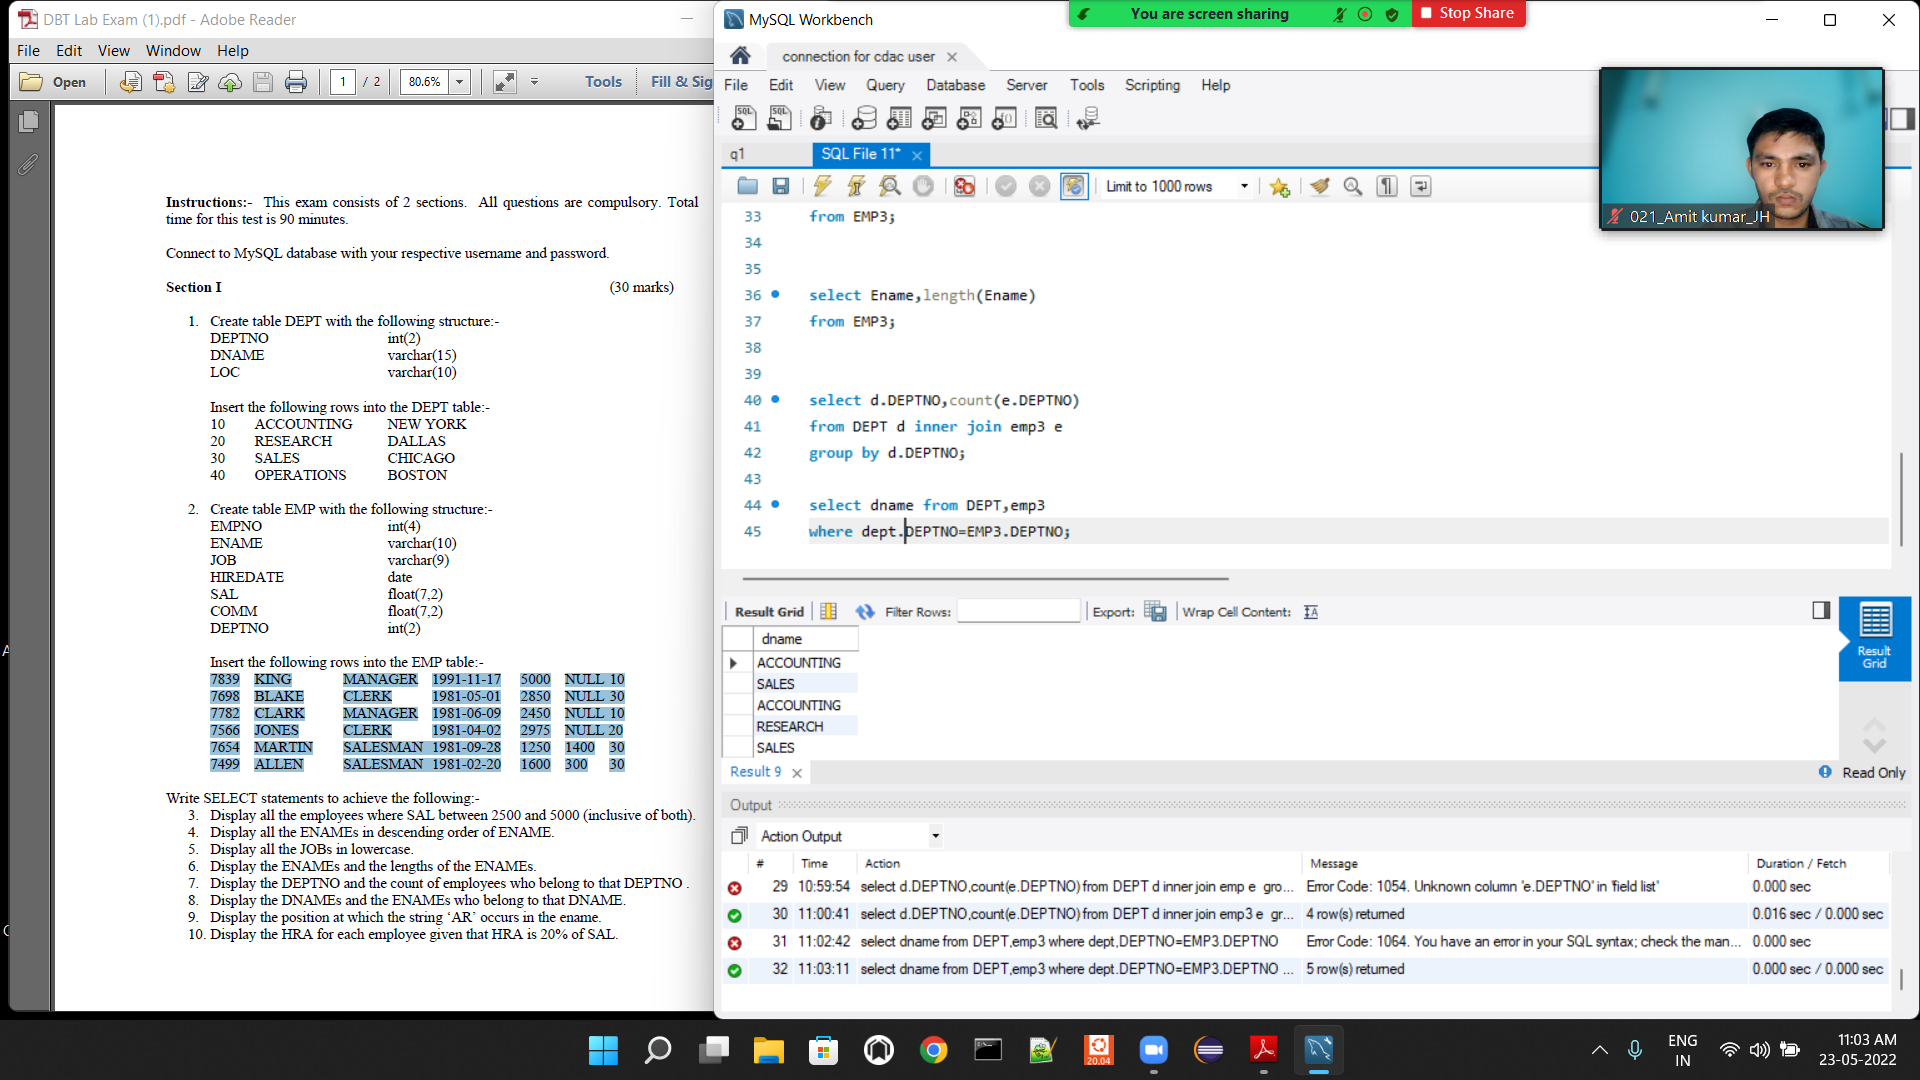 DBT Lab Exam (1).pdf - Adobe Reader
File Edit View Window Help
Open 1 / 2 80.6% Tools Fill & Sig
Instructions:- This exam consists of 2 sections. All questions are compulsory. Total
time for this test is 90 minutes.
Connect to MySQL database with your respective username and password.
Section I (30 marks)
1. Create table DEPT with the following structure:-
DEPTNO int(2)
DNAME varchar(15)
LOC varchar(10)
Insert the following rows into the DEPT table:-
10 ACCOUNTING NEW YORK
20 RESEARCH DALLAS
30 SALES CHICAGO
40 OPERATIONS BOSTON
2. Create table EMP with the following structure:-
EMPNO int(4)
ENAME varchar(10)
JOB varchar(9)
HIREDATE date
SAL float(7,2)
COMM float(7,2)
DEPTNO int(2)
Insert the following rows into the EMP table:-
7839 KING MANAGER 1991-11-17 5000 NULL 10
7698 BLAKE CLERK 1981-05-01 2850 NULL 30
7782 CLARK MANAGER 1981-06-09 2450 NULL 10
7566 JONES CLERK 1981-04-02 2975 NULL 20
7654 MARTIN SALESMAN 1981-09-28 1250 1400 30
7499 ALLEN SALESMAN 1981-02-20 1600 300 30
Write SELECT statements to achieve the following:-
3. Display all the employees where SAL between 2500 and 5000 (inclusive of both).
4. Display all the ENAMEs in descending order of ENAME.
5. Display all the JOBs in lowercase.
6. Display the ENAMEs and the lengths of the ENAMEs.
7. Display the DEPTNO and the count of employees who belong to that DEPTNO .
8. Display the DNAMEs and the ENAMEs who belong to that DNAME.
9. Display the position at which the string ‘AR’ occurs in the ename.
10. Display the HRA for each employee given that HRA is 20% of SAL.
MySQL Workbench
You are screen sharing Stop Share
connection for cdac user
File Edit View Query Database Server Tools Scripting Help
q1 SQL File 11*
Limit to 1000 rows
021_Amit kumar_JH
33 from EMP3;
34
35
36 select Ename,length(Ename)
37 from EMP3;
38
39
40 select d.DEPTNO,count(e.DEPTNO)
41 from DEPT d inner join emp3 e
42 group by d.DEPTNO;
43
44 select dname from DEPT,emp3
45 where dept.DEPTNO=EMP3.DEPTNO;
Result Grid Filter Rows: Export: Wrap Cell Content:
Result Grid
dname
ACCOUNTING
SALES
ACCOUNTING
RESEARCH
SALES
Result 9 Read Only
Output
Action Output
# Time Action Message Duration / Fetch
29 10:59:54 select d.DEPTNO,count(e.DEPTNO) from DEPT d inner join emp e gro... Error Code: 1054. Unknown column 'e.DEPTNO' in 'field list' 0.000 sec
30 11:00:41 select d.DEPTNO,count(e.DEPTNO) from DEPT d inner join emp3 e gr... 4 row(s) returned 0.016 sec / 0.000 sec
31 11:02:42 select dname from DEPT,emp3 where dept,DEPTNO=EMP3.DEPTNO Error Code: 1064. You have an error in your SQL syntax; check the man... 0.000 sec
32 11:03:11 select dname from DEPT,emp3 where dept.DEPTNO=EMP3.DEPTNO ... 5 row(s) returned 0.000 sec / 0.000 sec
20.04
ENG
IN
11:03 AM
23-05-2022